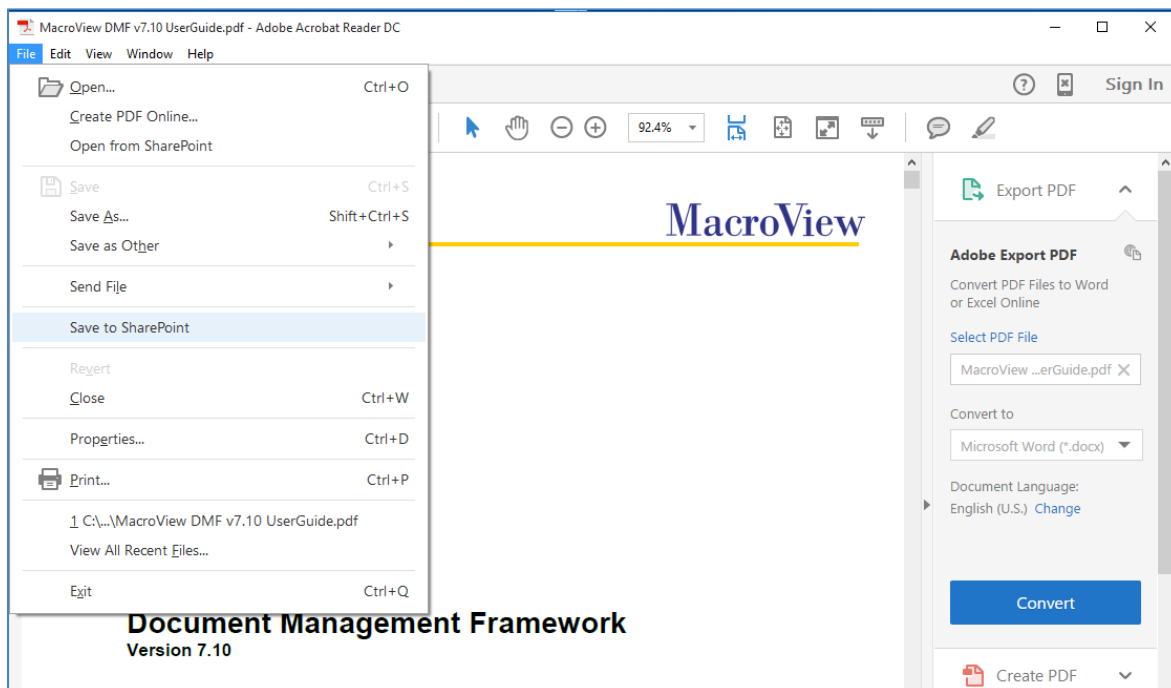 MacroView DMF v7.10 UserGuide.pdf - Adobe Acrobat Reader DC
File Edit View Window Help
Open... Ctrl+O
Create PDF Online...
Open from SharePoint
Save Ctrl+S
Save As... Shift+Ctrl+S
Save as Other
Send File
Save to SharePoint
Revert
Close Ctrl+W
Properties... Ctrl+D
Print... Ctrl+P
1 C:\...\MacroView DMF v7.10 UserGuide.pdf
View All Recent Files...
Exit Ctrl+Q
Sign In
92.4%
MacroView
Document Management Framework
Version 7.10
Export PDF
Adobe Export PDF
Convert PDF Files to Word
or Excel Online
Select PDF File
MacroView ...erGuide.pdf
Convert to
Microsoft Word (*.docx)
Document Language:
English (U.S.) Change
Convert
Create PDF